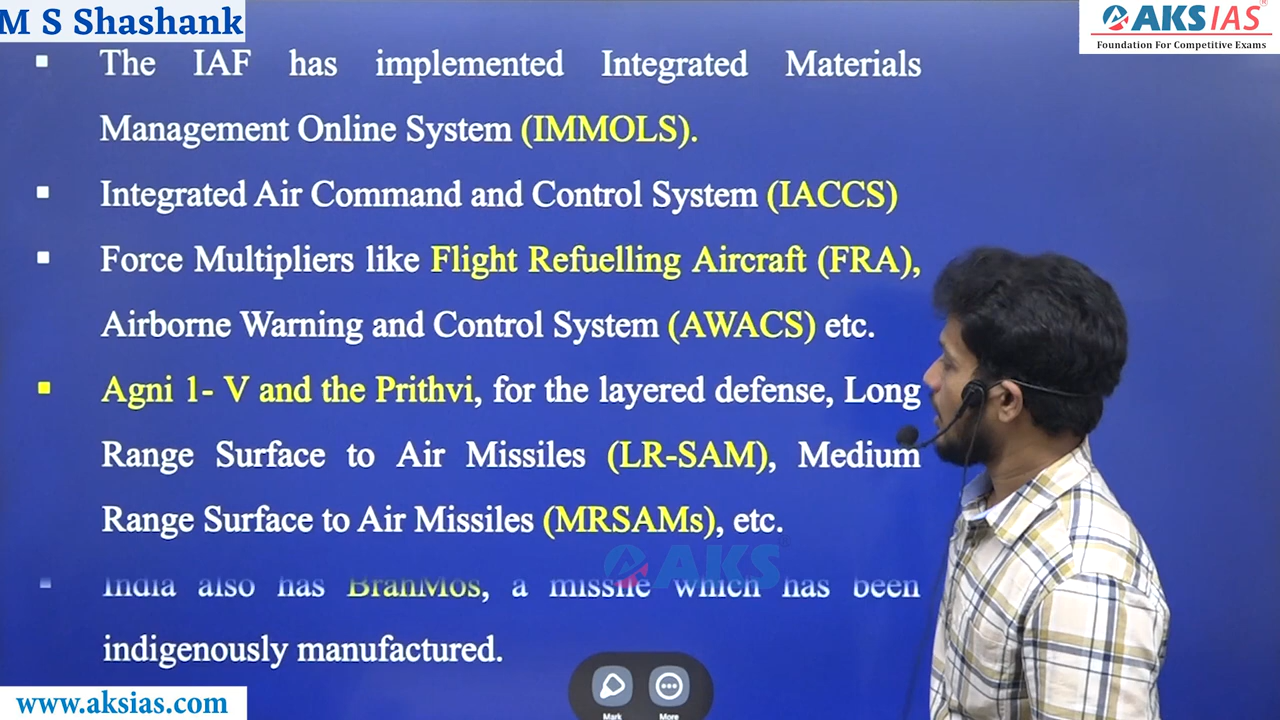 M S Shashank
AKS IAS
Foundation For Competitive Exams
The IAF has implemented Integrated Materials
Management Online System (IMMOLS).
Integrated Air Command and Control System (IACCS)
Force Multipliers like Flight Refuelling Aircraft (FRA),
Airborne Warning and Control System (AWACS) etc.
Agni 1- V and the Prithvi, for the layered defense, Long
Range Surface to Air Missiles (LR-SAM), Medium
Range Surface to Air Missiles (MRSAMs), etc.
AKS
India also has BrahMos, a missile which has been
indigenously manufactured.
Mark
More
www.aksias.com